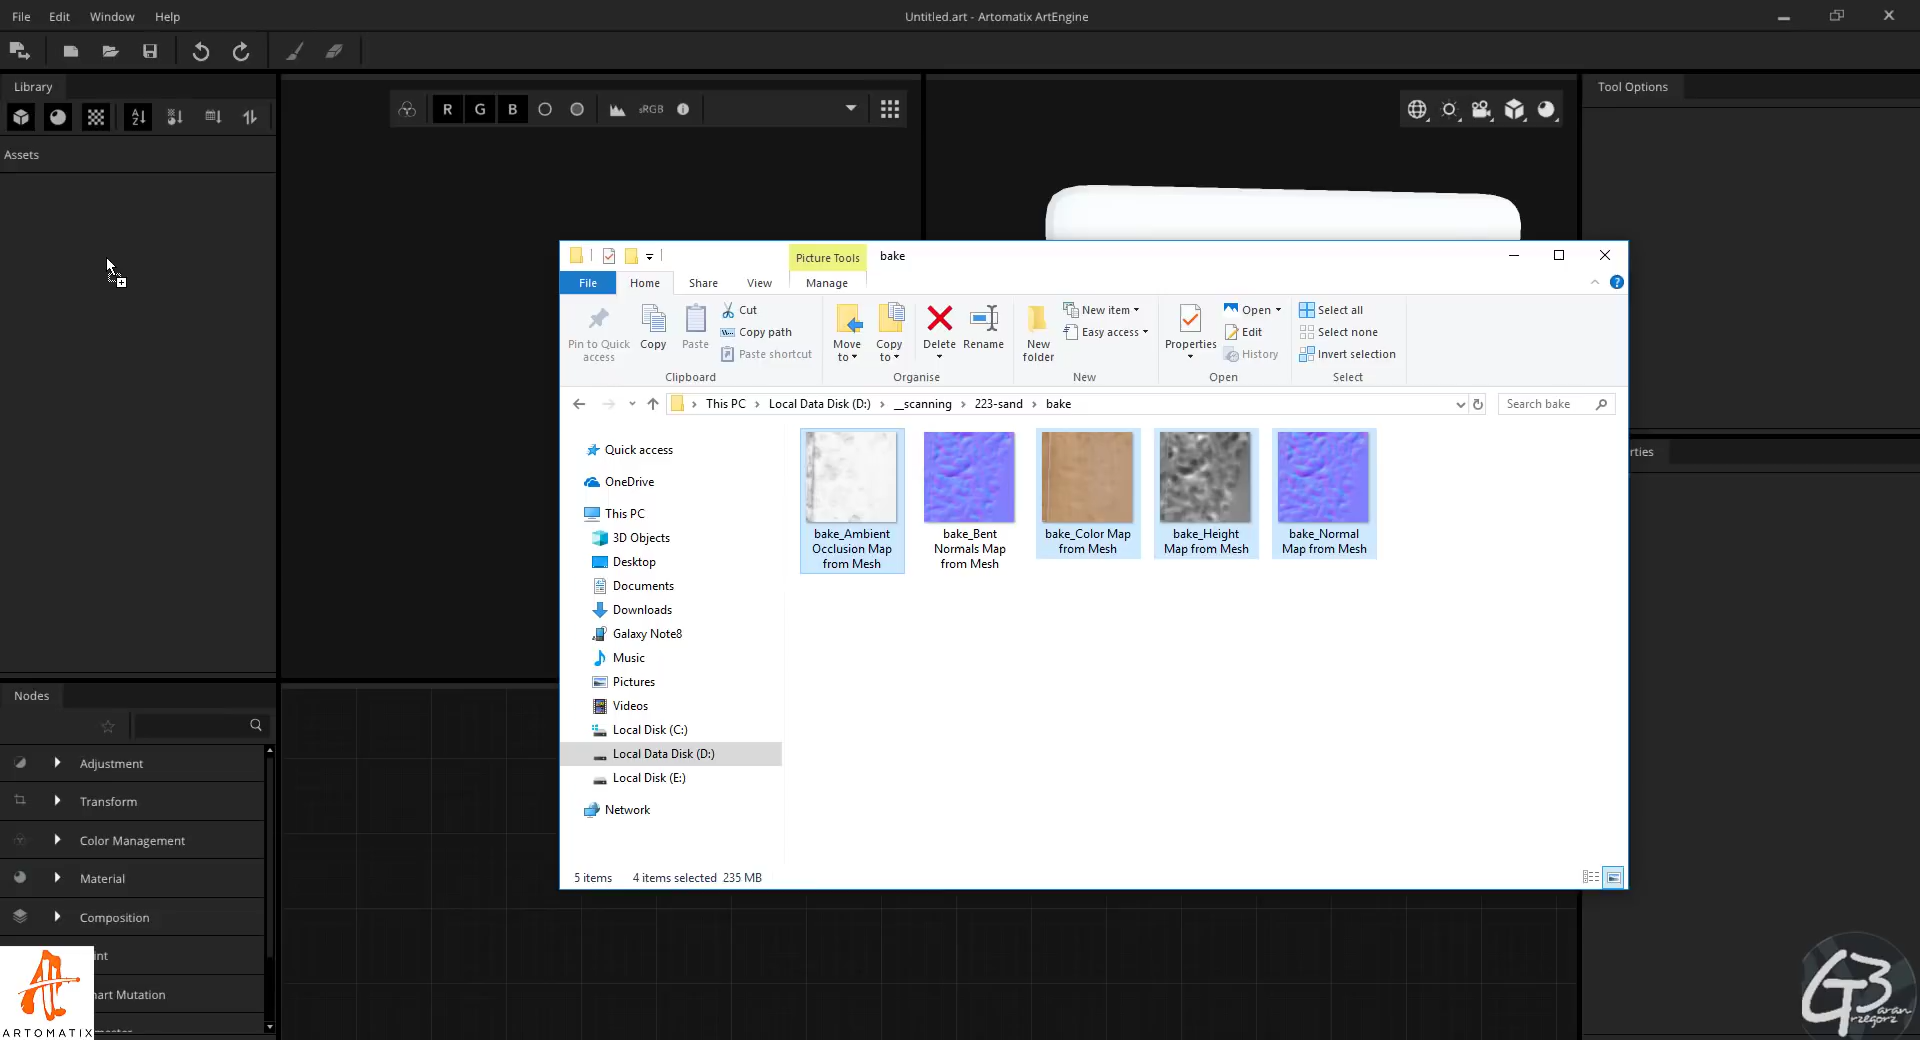 File Edit Window Help
Untitled.art - Artomatix ArtEngine
Library
R G B
sRGB
Tool Options
Assets
Picture Tools
bake
File Home Share View Manage
Pin to Quick access
Copy
Paste
Cut
Copy path
Paste shortcut
Clipboard
Move to
Copy to
Delete
Rename
Organise
New folder
New item
Easy access
New
Properties
Open
Edit
History
Open
Select all
Select none
Invert selection
Select
This PC > Local Data Disk (D:) > __scanning > 223-sand > bake
Search bake
rties
Quick access
OneDrive
This PC
3D Objects
Desktop
Documents
Downloads
Galaxy Note8
Music
Pictures
Videos
Local Disk (C:)
Local Data Disk (D:)
Local Disk (E:)
Network
bake_Ambient Occlusion Map from Mesh
bake_Bent Normals Map from Mesh
bake_Color Map from Mesh
bake_Height Map from Mesh
bake_Normal Map from Mesh
5 items 4 items selected 235 MB
Nodes
Adjustment
Transform
Color Management
Material
Composition
int
art Mutation
ARTOMATIX
G3
aran
rzegorz